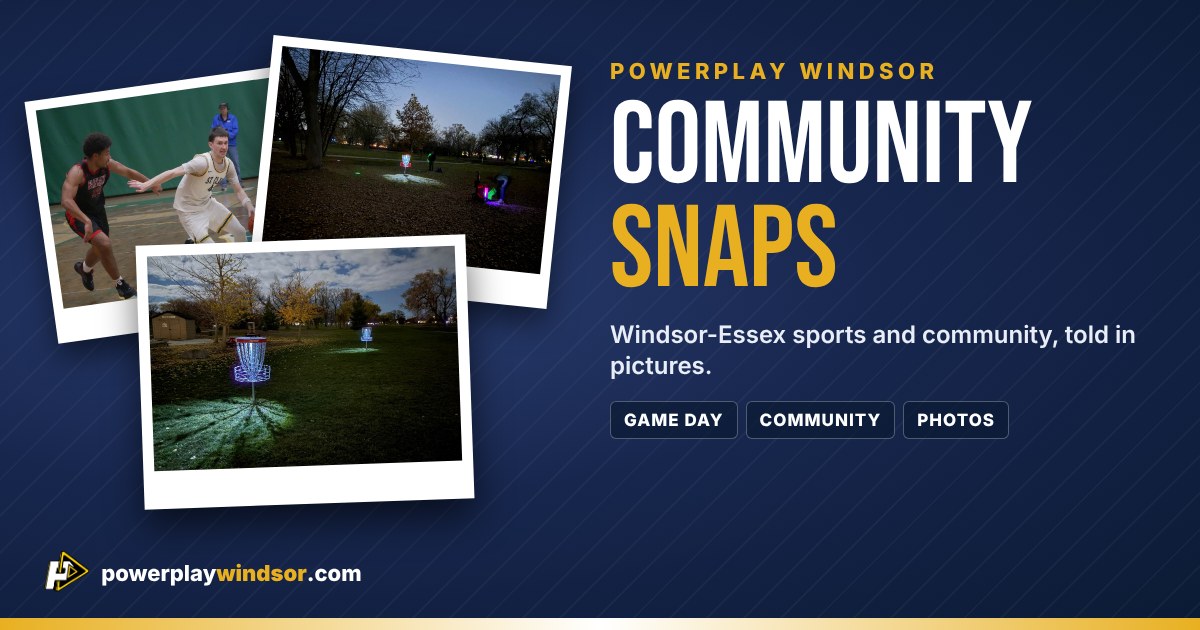 POWERPLAY WINDSOR
COMMUNITY
SNAPS
Windsor-Essex sports and community, told in
pictures.
GAME DAY
COMMUNITY
PHOTOS
powerplaywindsor.com